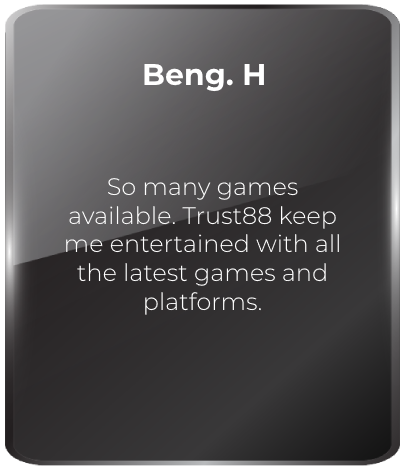 Beng. H
So many games
available. Trust88 keep
me entertained with all
the latest games and
platforms.